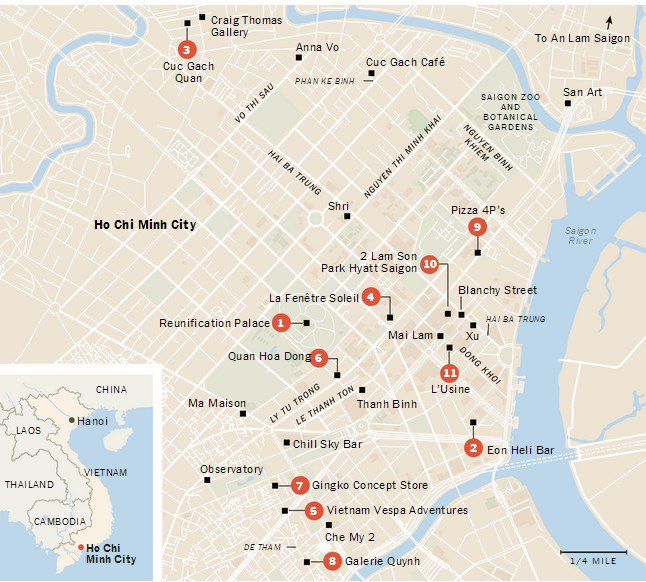 Craig Thomas
Gallery
3
Cuc Gach
Quan
Anna Vo
Cuc Gach Café
PHAN KE BINH
To An Lam Saigon
San Art
SAIGON ZOO
AND
BOTANICAL
GARDENS
VO THI SAU
HAI BA TRUNG
NGUYEN THI MINH KHAI
NGUYEN BINH
KHIEM
Shri
Ho Chi Minh City
Pizza 4P's
9
Saigon
River
2 Lam Son
Park Hyatt Saigon
10
Blanchy Street
La Fenêtre Soleil
4
HAI BA TRUNG
Reunification Palace
1
Mai Lam
Xu
Quan Hoa Dong
6
DONG KHOI
11
L'Usine
LY TU TRONG
LE THANH TON
Thanh Binh
Ma Maison
Chill Sky Bar
2
Eon Heli Bar
Observatory
7
Gingko Concept Store
5
Vietnam Vespa Adventures
Che My 2
DE THAM
8
Galerie Quynh
1/4 MILE
CHINA
Hanoi
LAOS
VIETNAM
THAILAND
CAMBODIA
Ho Chi
Minh City